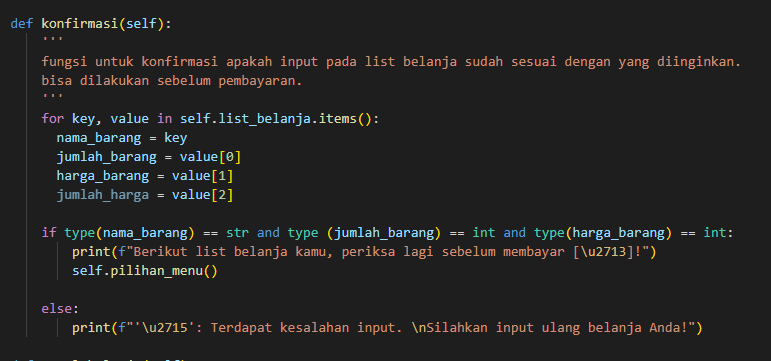 def konfirmasi(self):
'''
fungsi untuk konfirmasi apakah input pada list belanja sudah sesuai dengan yang diinginkan.
bisa dilakukan sebelum pembayaran.
'''
for key, value in self.list_belanja.items():
nama_barang = key
jumlah_barang = value[0]
harga_barang = value[1]
jumlah_harga = value[2]
if type(nama_barang) == str and type (jumlah_barang) == int and type(harga_barang) == int:
print(f"Berikut list belanja kamu, periksa lagi sebelum membayar [\u2713]!")
self.pilihan_menu()
else:
print(f"'\u2715': Terdapat kesalahan input. \nSilahkan input ulang belanja Anda!")